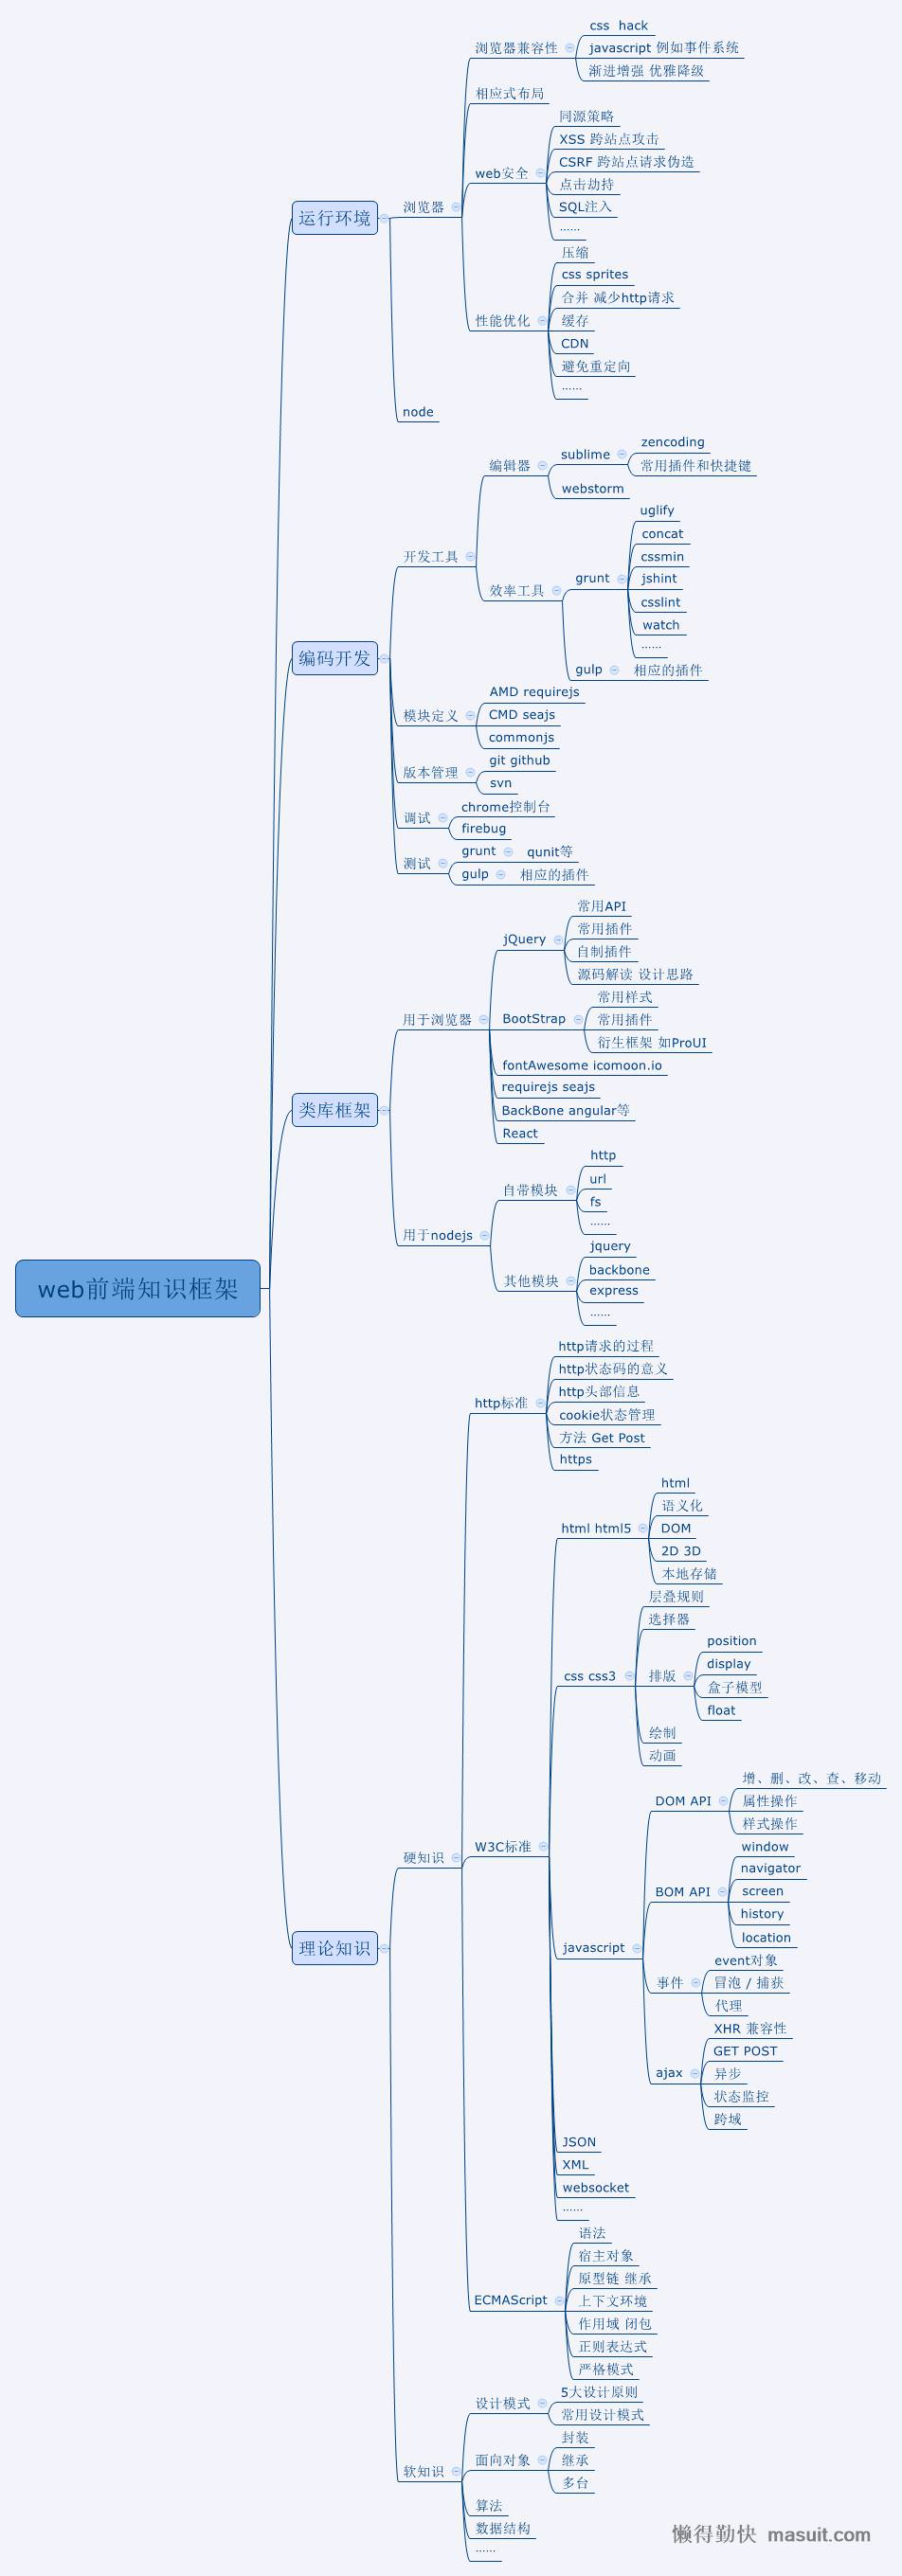 web前端知识框架
运行环境
浏览器
浏览器兼容性
css hack
javascript 例如事件系统
渐进增强 优雅降级
相应式布局
web安全
同源策略
XSS 跨站点攻击
CSRF 跨站点请求伪造
点击劫持
SQL注入
......
性能优化
压缩
css sprites
合并 减少http请求
缓存
CDN
避免重定向
......
node
编码开发
开发工具
编辑器
sublime
zencoding
常用插件和快捷键
webstorm
效率工具
grunt
uglify
concat
cssmin
jshint
csslint
watch
......
gulp
相应的插件
模块定义
AMD requirejs
CMD seajs
commonjs
版本管理
git github
svn
调试
chrome控制台
firebug
测试
grunt
qunit等
gulp
相应的插件
类库框架
用于浏览器
jQuery
常用API
常用插件
自制插件
源码解读 设计思路
BootStrap
常用样式
常用插件
衍生框架 如ProUI
fontAwesome icomoon.io
requirejs seajs
BackBone angular等
React
用于nodejs
自带模块
http
url
fs
......
其他模块
jquery
backbone
express
......
理论知识
硬知识
http标准
http请求的过程
http状态码的意义
http头部信息
cookie状态管理
方法 Get Post
https
W3C标准
html html5
html
语义化
DOM
2D 3D
本地存储
css css3
层叠规则
选择器
排版
position
display
盒子模型
float
绘制
动画
javascript
DOM API
增、删、改、查、移动
属性操作
样式操作
BOM API
window
navigator
screen
history
location
事件
event对象
冒泡 / 捕获
代理
ajax
XHR 兼容性
GET POST
异步
状态监控
跨域
JSON
XML
websocket
......
ECMAScript
语法
宿主对象
原型链 继承
上下文环境
作用域 闭包
正则表达式
严格模式
软知识
设计模式
5大设计原则
常用设计模式
面向对象
封装
继承
多台
算法
数据结构
......
懒得勤快 masuit.com